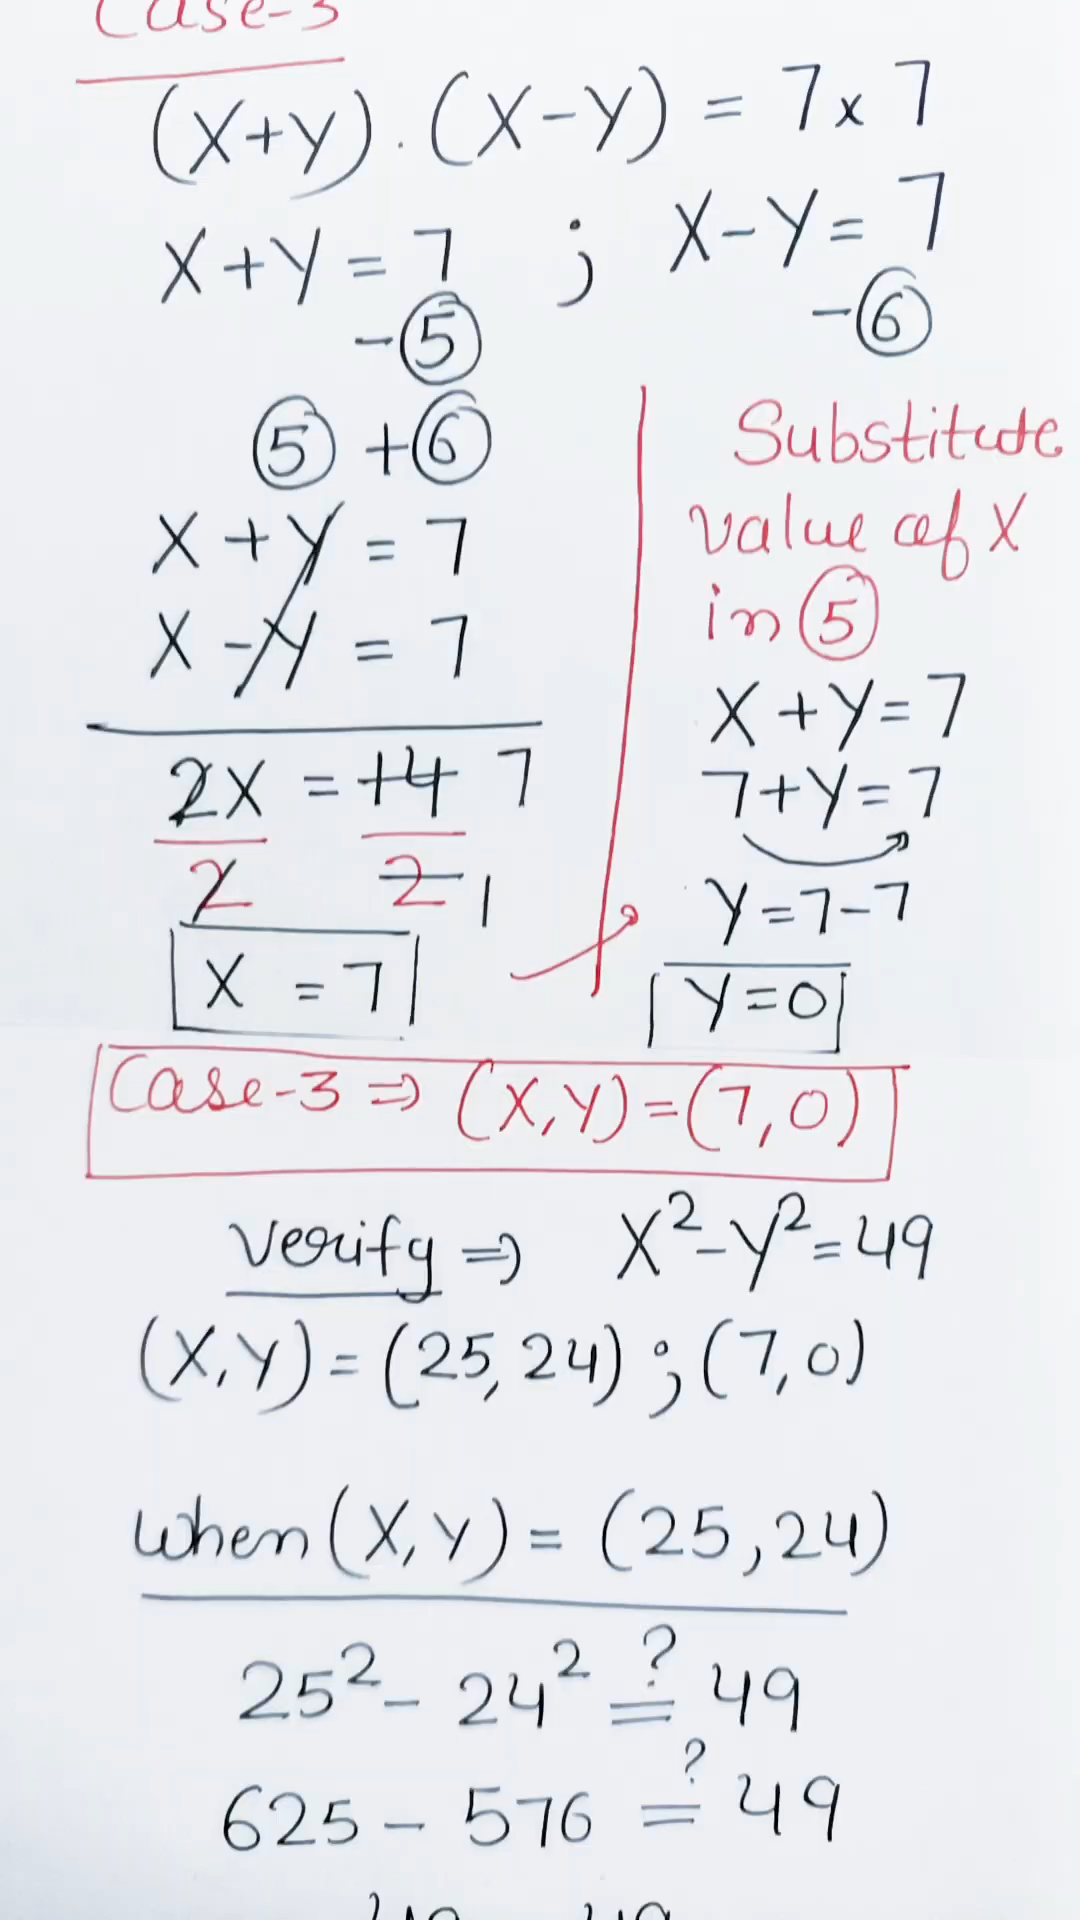 Case-3
(X+Y).(X-Y) = 7x7
X+Y=7 ; X-Y=7
-⑤ -⑥
⑤ +⑥
X+Y=7
X-Y=7
2X = 14 7
2 2 1
X = 7
Substitute
value of X
in ⑤
X+Y=7
7+Y=7
Y=7-7
Y=0
Case-3 ⇒ (X,Y)=(7,0)
Verify ⇒ X²-Y²=49
(X,Y)=(25,24);(7,0)
when (X,Y) = (25,24)
25² - 24² ≟ 49
625 - 576 ≟ 49